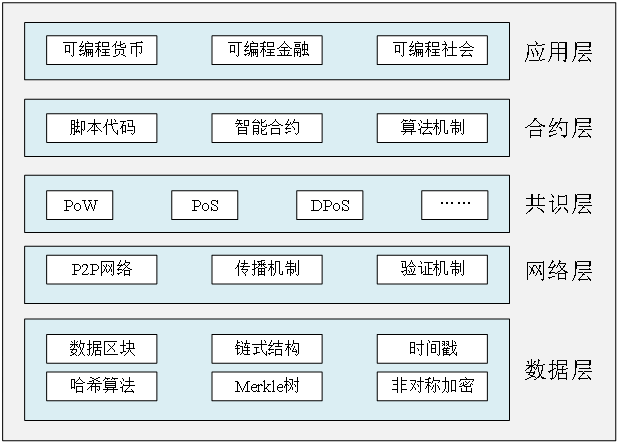 可编程货币 可编程金融 可编程社会 应用层
脚本代码 智能合约 算法机制 合约层
PoW PoS DPoS …… 共识层
P2P网络 传播机制 验证机制 网络层
数据区块 链式结构 时间戳
哈希算法 Merkle树 非对称加密
数据层